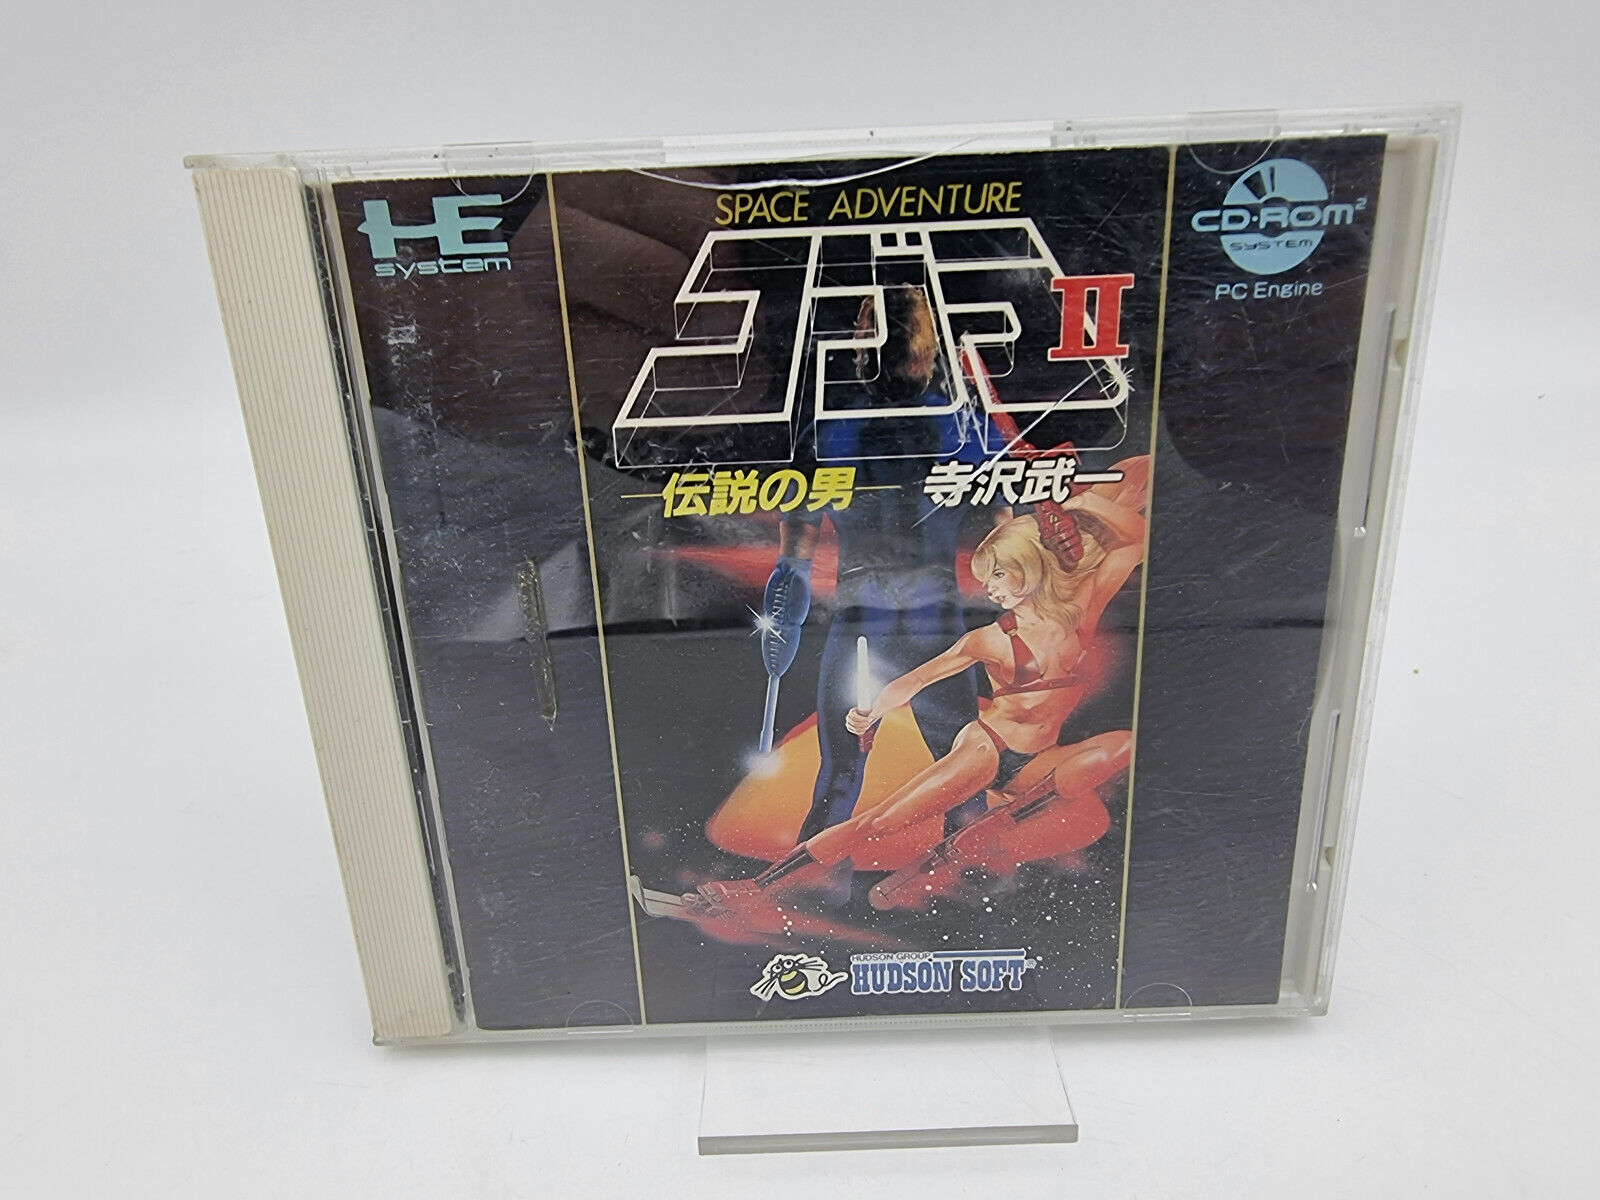 HE
system
SPACE ADVENTURE
コブラ II
伝説の男
寺沢武一
CD-ROM²
SYSTEM
PC Engine
HUDSON GROUP
HUDSON SOFT®